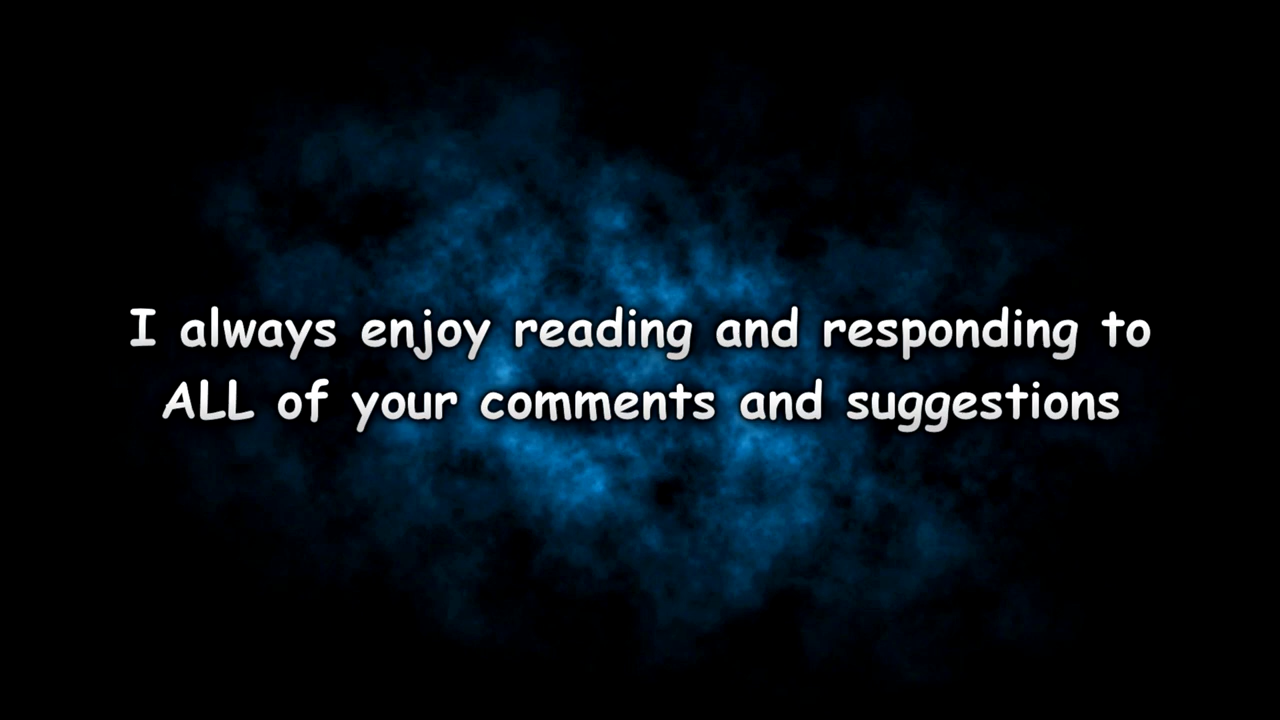 I always enjoy reading and responding to
ALL of your comments and suggestions